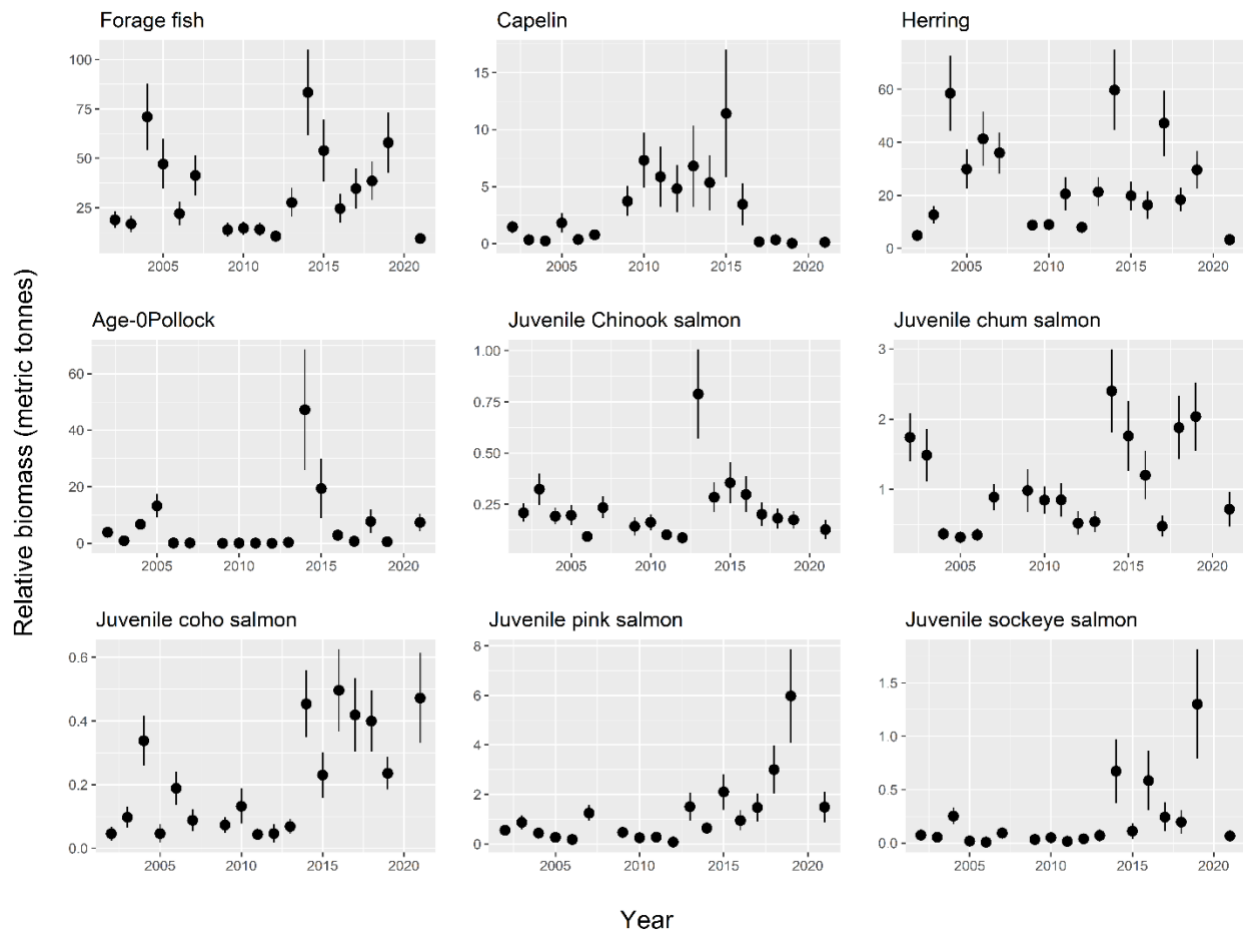 Forage fish Capelin Herring
100
75
50
25
2005 2010 2015 2020
15
10
5
0
2005 2010 2015 2020
60
40
20
0
2005 2010 2015 2020
Relative biomass (metric tonnes)
Age-0Pollock Juvenile Chinook salmon Juvenile chum salmon
60
40
20
0
2005 2010 2015 2020
1.00
0.75
0.50
0.25
2005 2010 2015 2020
3
2
1
2005 2010 2015 2020
Juvenile coho salmon Juvenile pink salmon Juvenile sockeye salmon
0.6
0.4
0.2
0.0
2005 2010 2015 2020
8
6
4
2
0
2005 2010 2015 2020
1.5
1.0
0.5
0.0
2005 2010 2015 2020
Year